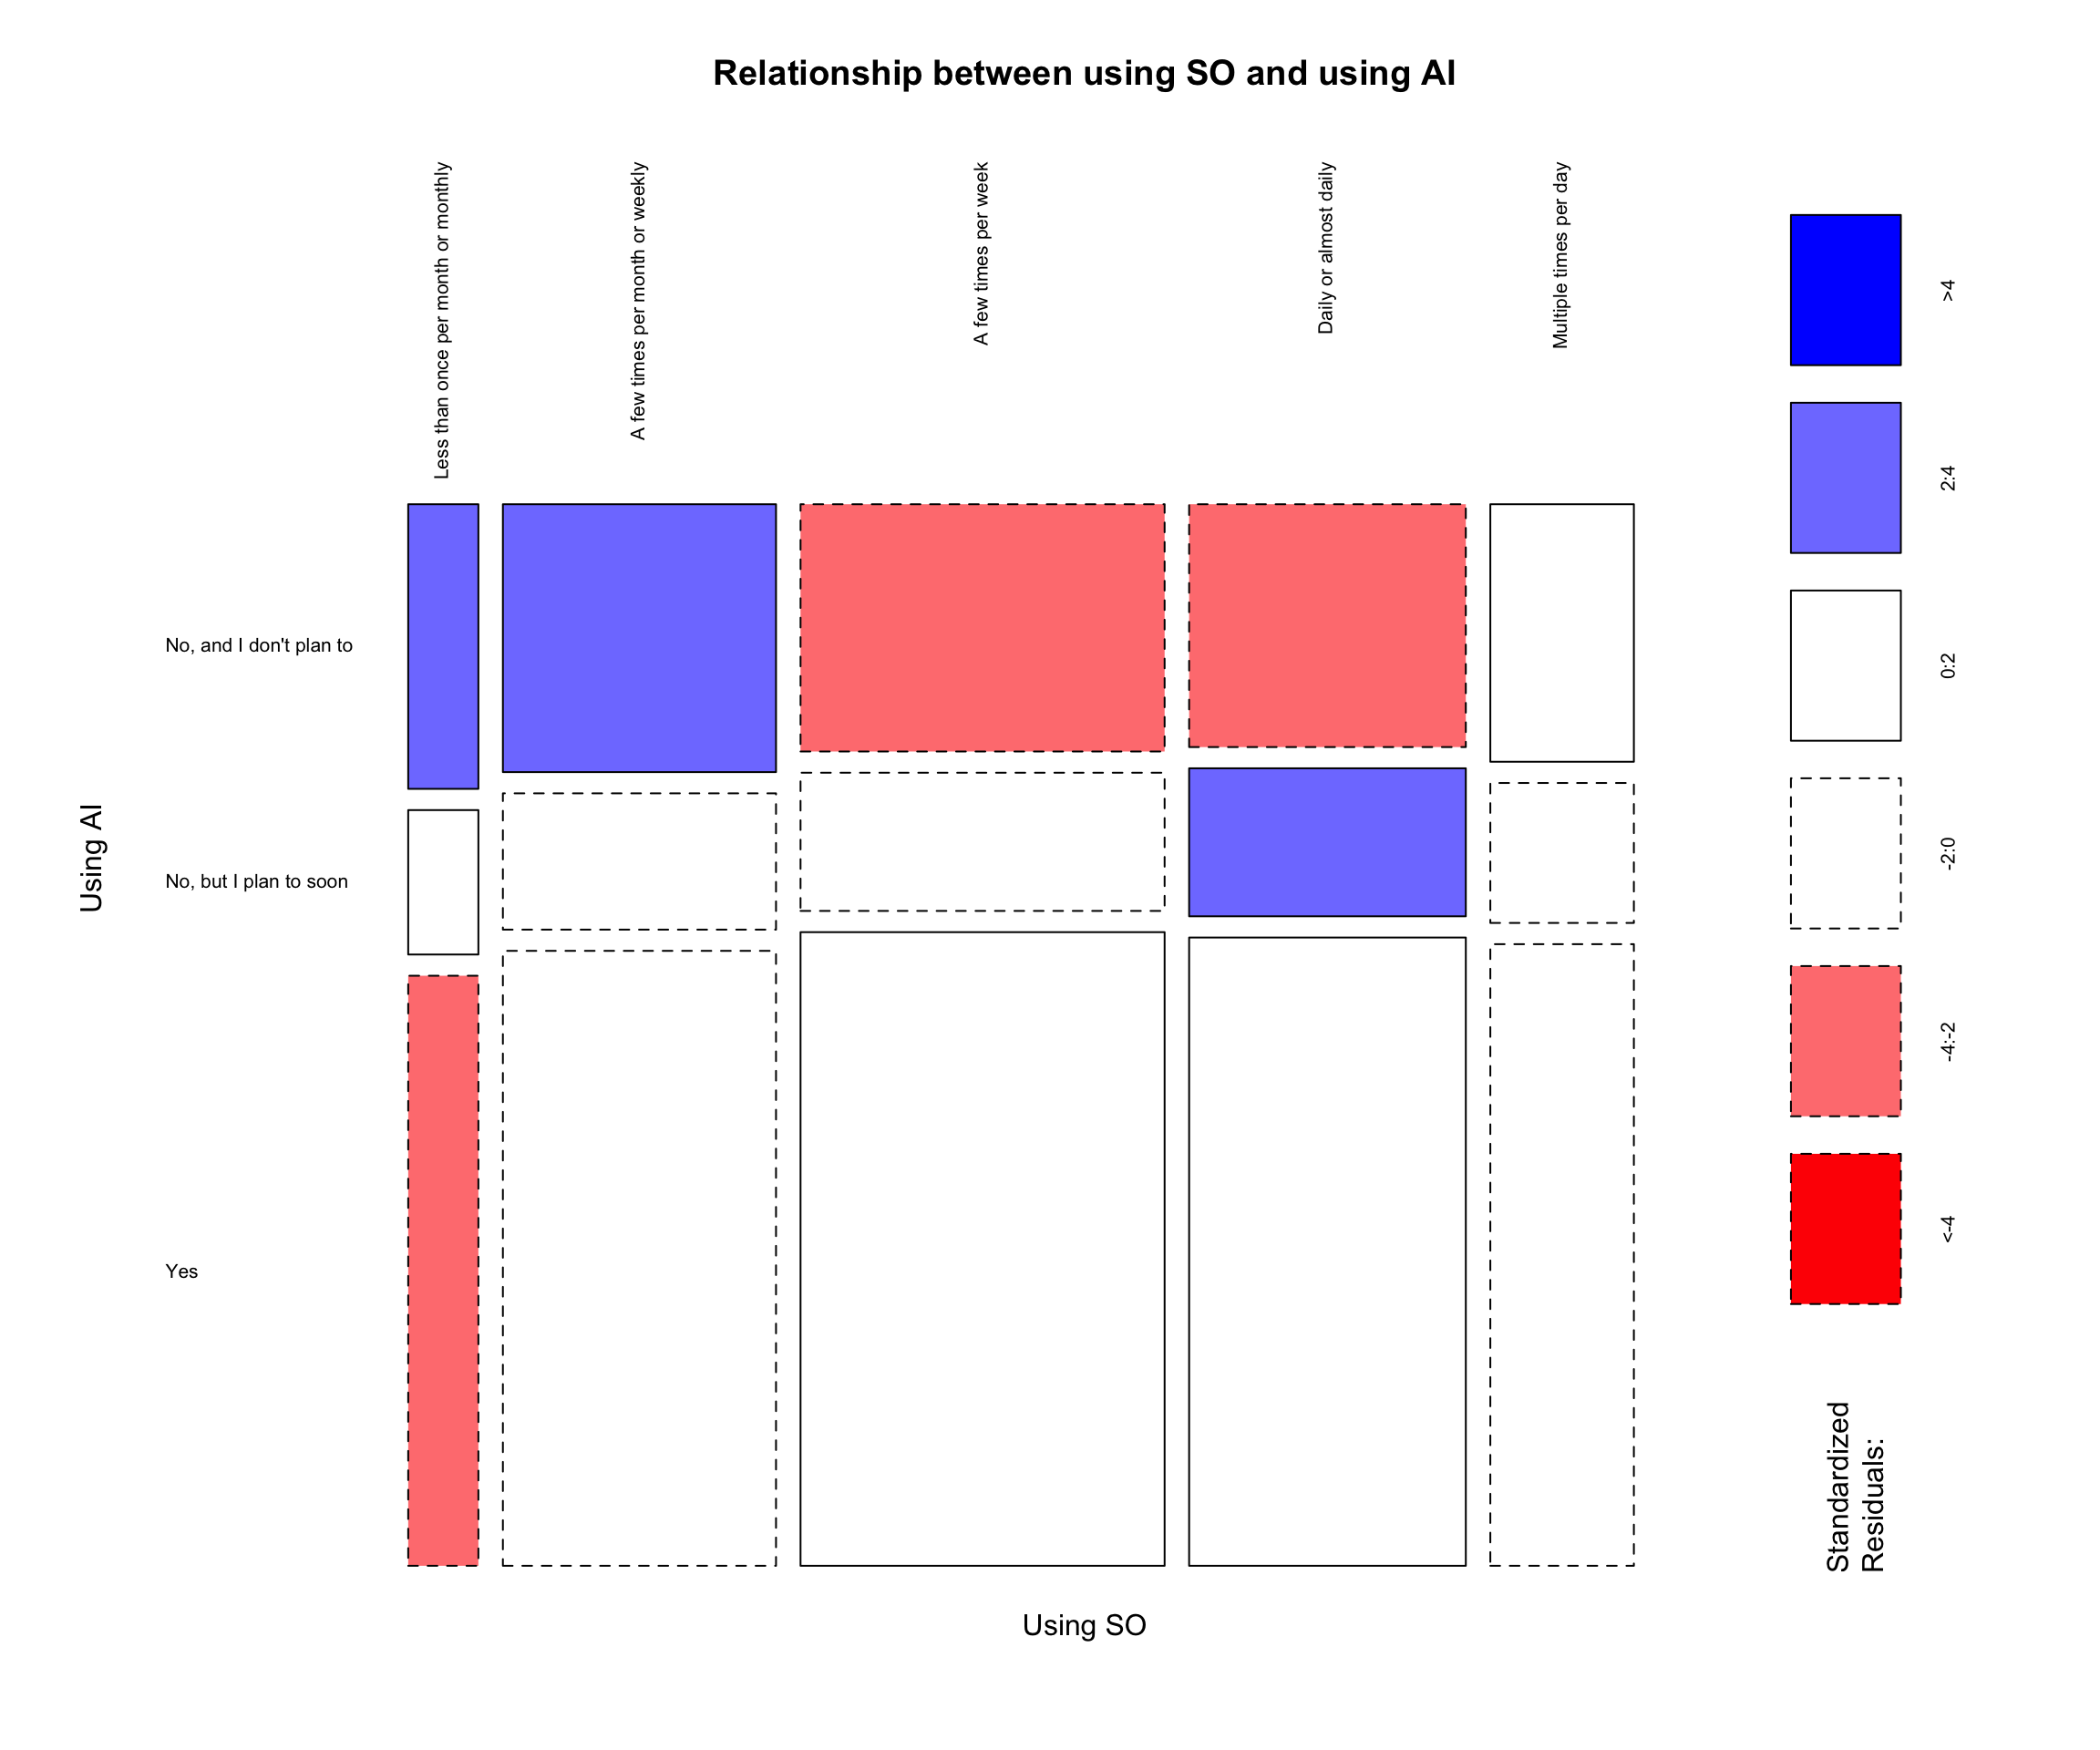 Relationship between using SO and using AI
Less than once per month or monthly
A few times per month or weekly
A few times per week
Daily or almost daily
Multiple times per day
Using AI
No, and I don't plan to
No, but I plan to soon
Yes
Using SO
>4
2:4
0:2
-2:0
-4:-2
<-4
Standardized
Residuals: